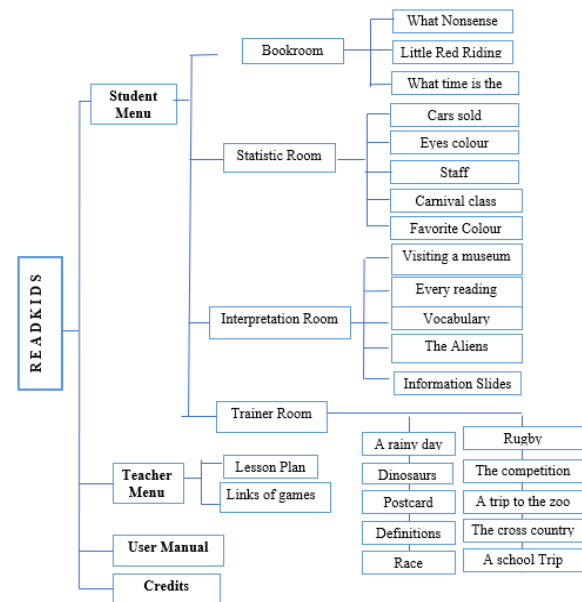 READKIDS
Student
Menu
Bookroom
What Nonsense
Little Red Riding
What time is the
Statistic Room
Cars sold
Eyes colour
Staff
Carnival class
Favorite Colour
Interpretation Room
Visiting a museum
Every reading
Vocabulary
The Aliens
Information Slides
Trainer Room
A rainy day
Dinosaurs
Postcard
Definitions
Race
Rugby
The competition
A trip to the zoo
The cross country
A school Trip
Teacher
Menu
Lesson Plan
Links of games
User Manual
Credits